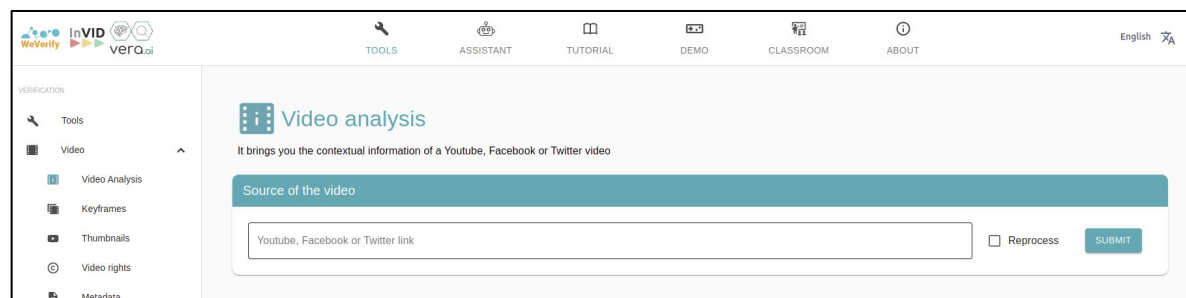 WeVerify
InVID
vera.ai
TOOLS
ASSISTANT
TUTORIAL
DEMO
CLASSROOM
ABOUT
English
VERIFICATION
Tools
Video
Video Analysis
Keyframes
Thumbnails
Video rights
Metadata
Video analysis
It brings you the contextual information of a Youtube, Facebook or Twitter video
Source of the video
Youtube, Facebook or Twitter link
Reprocess
SUBMIT